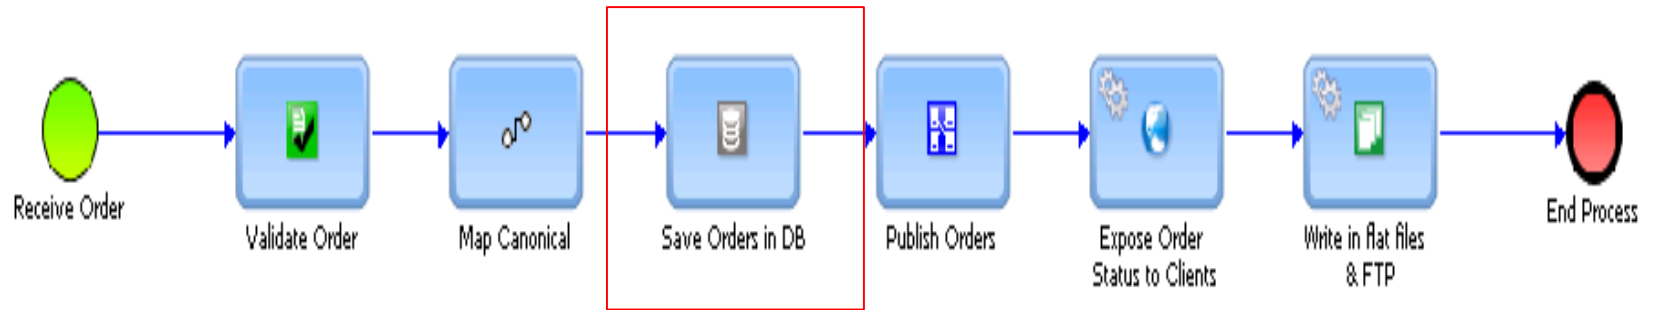 Receive Order
Validate Order
Map Canonical
Save Orders in DB
Publish Orders
Expose Order
Status to Clients
Write in flat files
& FTP
End Process